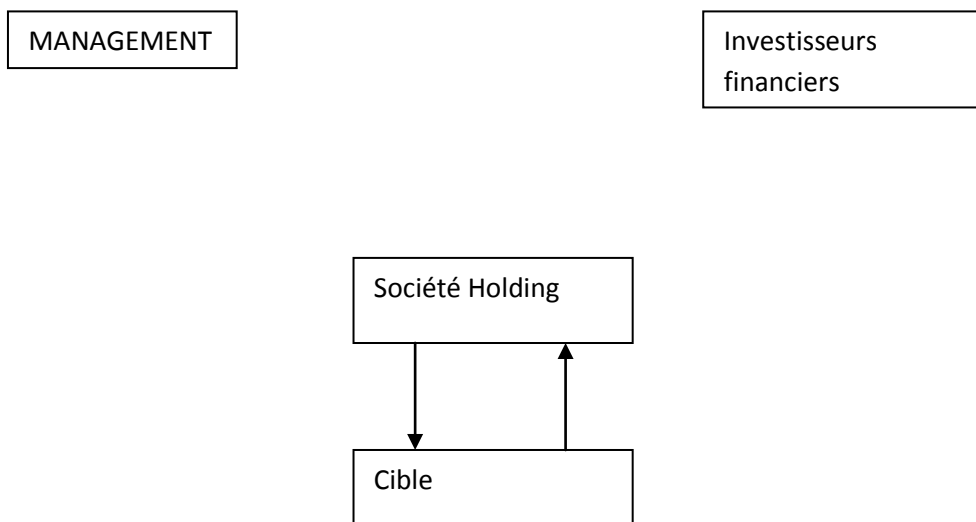 MANAGEMENT
Investisseurs
financiers
Société Holding
Cible